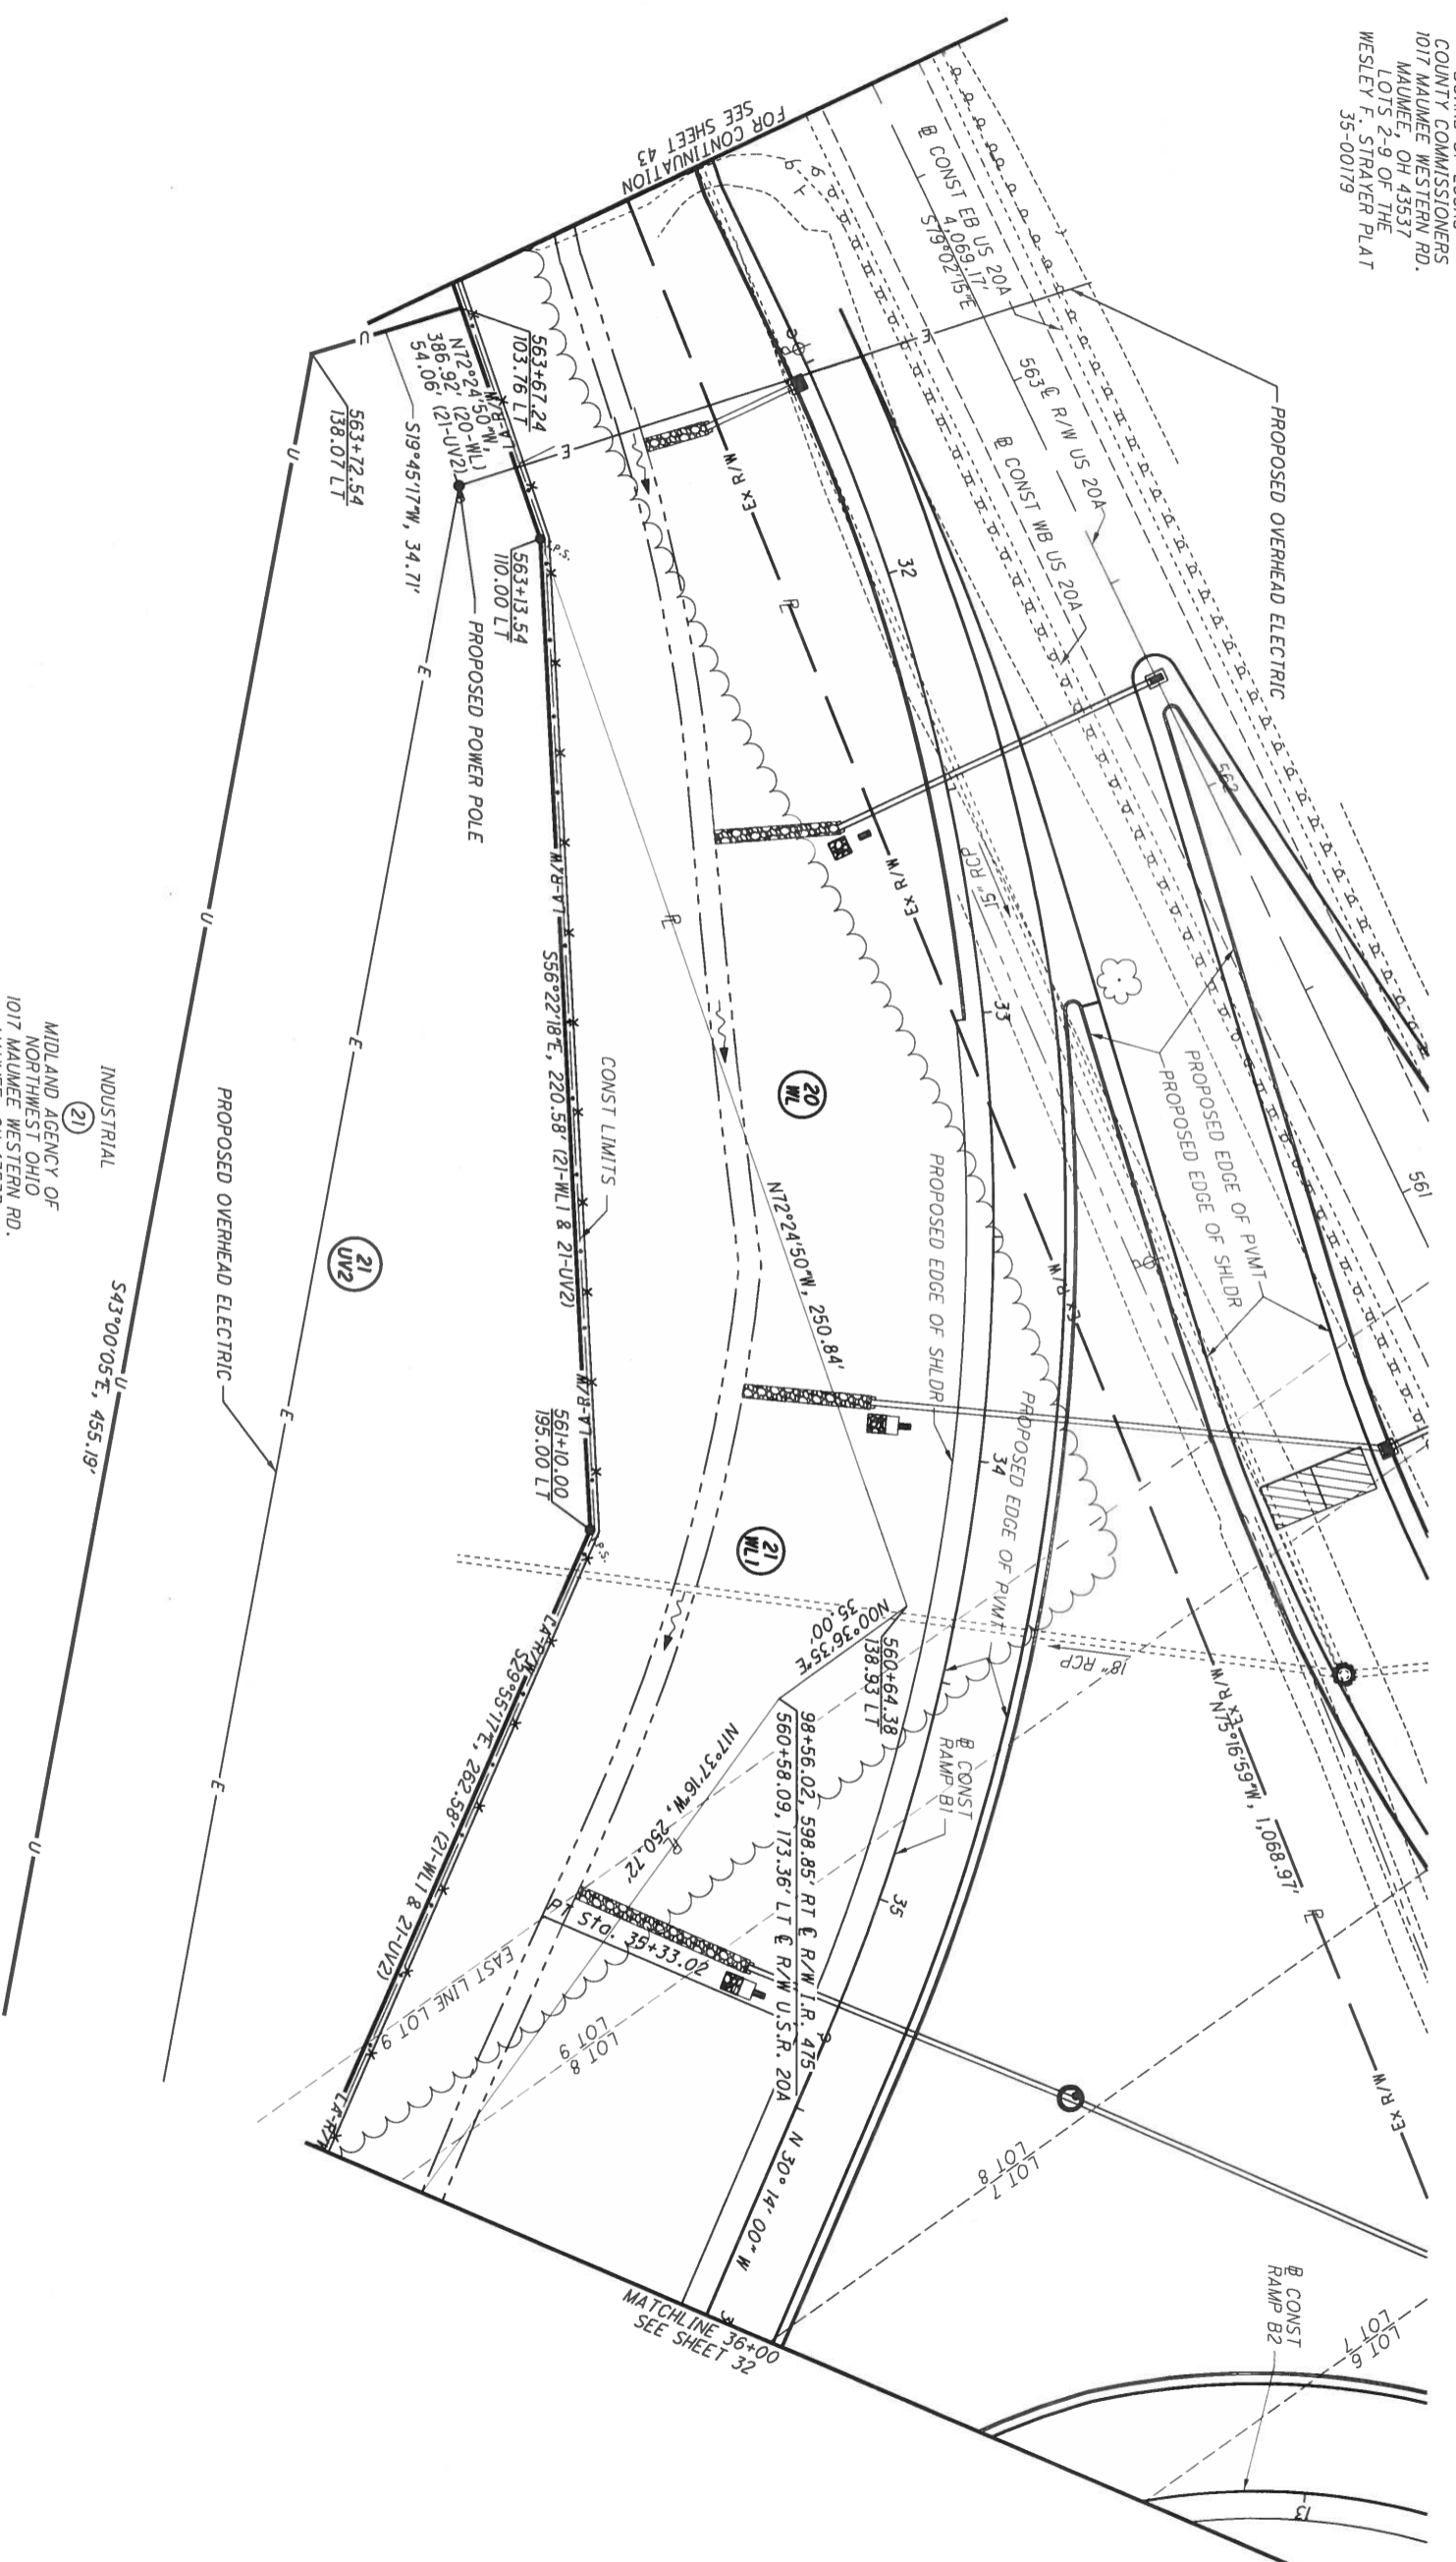 COUNTY COMMISSIONERS
1017 MAUMEE WESTERN RD.
MAUMEE, OH 43537
LOTS 2-9 OF THE
WESLEY F. STRAYER PLAT
35-00179
FOR CONTINUATION
SEE SHEET 43
℄ CONST EB US 20A
4,069.17'
S79°02'15"E
563
℄ R/W US 20A
℄ CONST WB US 20A
PROPOSED OVERHEAD ELECTRIC
562
561
E
E
32
33
34
35
Ex R/W
Ex R/W
Ex R/W
Ex R/W
Ex R/W
15" RCP
18" RCP
PROPOSED EDGE OF PVMT
PROPOSED EDGE OF SHLDR
PROPOSED EDGE OF SHLDR
PROPOSED EDGE OF PVMT
N75°16'59"W, 1,068.97'
563+67.24
103.76 LT
N72°24'50"W,
386.92' (20-WL)
54.06' (21-UV2)
S19°45'17"W, 34.71'
563+72.54
138.07 LT
563+13.54
110.00 LT
PROPOSED POWER POLE
LA-R/W
LA-R/W
LA-R/W
LA-R/W
LA-R/W
S56°22'18"E, 220.58' (21-WL1 & 21-UV2)
CONST LIMITS
20
WL
N72°24'50"W, 250.84'
21
WL1
21
UV2
561+10.00
195.00 LT
N00°36'35"E
35.00'
560+64.38
138.93 LT
98+56.02, 598.85' RT ℄ R/W I.R. 475
560+58.09, 173.36' LT ℄ R/W U.S.R. 20A
℄ CONST
RAMP B1
N17°37'16"W, 250.72'
S29°55'17"E, 262.58' (21-WL1 & 21-UV2)
PT Sta. 35+33.02
EAST LINE LOT 9
LOT 8
LOT 9
LOT 7
LOT 8
LOT 6
LOT 7
N 30° 14' 00" W
MATCHLINE 36+00
SEE SHEET 32
℄ CONST
RAMP B2
13
U
U
U
U
E
E
E
E
PROPOSED OVERHEAD ELECTRIC
S43°00'05"E, 455.19'
INDUSTRIAL
21
MIDLAND AGENCY OF
NORTHWEST OHIO
1017 MAUMEE WESTERN RD.